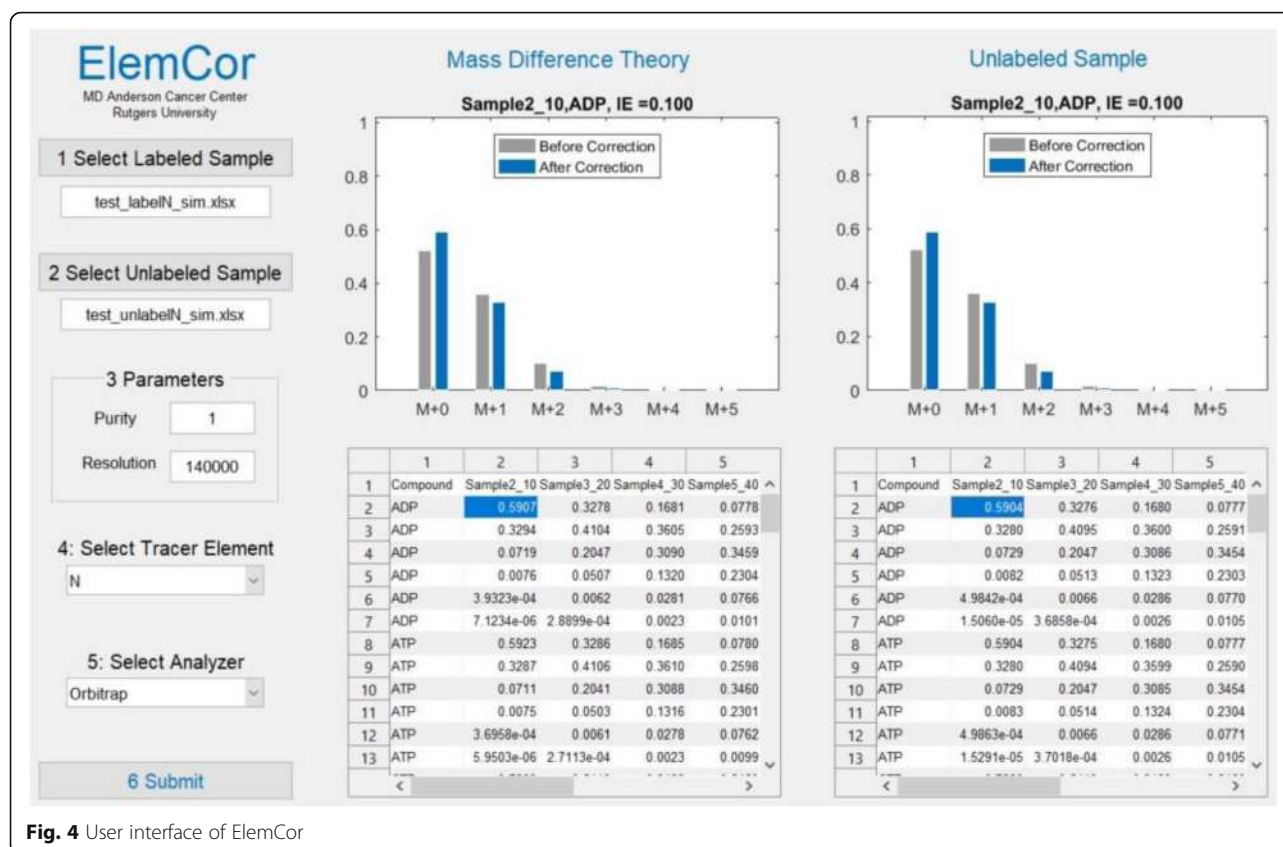 ElemCor
MD Anderson Cancer Center
Rutgers University
1 Select Labeled Sample
test_labelN_sim.xlsx
2 Select Unlabeled Sample
test_unlabelN_sim.xlsx
3 Parameters
Purity 1
Resolution 140000
4: Select Tracer Element
N
5: Select Analyzer
Orbitrap
6 Submit
Mass Difference Theory
Sample2_10,ADP, IE =0.100
Before Correction
After Correction
1
0.8
0.6
0.4
0.2
0
M+0 M+1 M+2 M+3 M+4 M+5
1 2 3 4 5
1 Compound Sample2_10 Sample3_20 Sample4_30 Sample5_40
2 ADP 0.5907 0.3278 0.1681 0.0778
3 ADP 0.3294 0.4104 0.3605 0.2593
4 ADP 0.0719 0.2047 0.3090 0.3459
5 ADP 0.0076 0.0507 0.1320 0.2304
6 ADP 3.9323e-04 0.0062 0.0281 0.0766
7 ADP 7.1234e-06 2.8899e-04 0.0023 0.0101
8 ATP 0.5923 0.3286 0.1685 0.0780
9 ATP 0.3287 0.4106 0.3610 0.2598
10 ATP 0.0711 0.2041 0.3088 0.3460
11 ATP 0.0075 0.0503 0.1316 0.2301
12 ATP 3.6958e-04 0.0061 0.0278 0.0762
13 ATP 5.9503e-06 2.7113e-04 0.0023 0.0099
Unlabeled Sample
Sample2_10,ADP, IE =0.100
Before Correction
After Correction
1
0.8
0.6
0.4
0.2
0
M+0 M+1 M+2 M+3 M+4 M+5
1 2 3 4 5
1 Compound Sample2_10 Sample3_20 Sample4_30 Sample5_40
2 ADP 0.5904 0.3276 0.1680 0.0777
3 ADP 0.3280 0.4095 0.3600 0.2591
4 ADP 0.0729 0.2047 0.3086 0.3454
5 ADP 0.0082 0.0513 0.1323 0.2303
6 ADP 4.9842e-04 0.0066 0.0286 0.0770
7 ADP 1.5060e-05 3.6858e-04 0.0026 0.0105
8 ATP 0.5904 0.3275 0.1680 0.0777
9 ATP 0.3280 0.4094 0.3599 0.2590
10 ATP 0.0729 0.2047 0.3085 0.3454
11 ATP 0.0083 0.0514 0.1324 0.2304
12 ATP 4.9863e-04 0.0066 0.0286 0.0771
13 ATP 1.5291e-05 3.7018e-04 0.0026 0.0105
Fig. 4 User interface of ElemCor